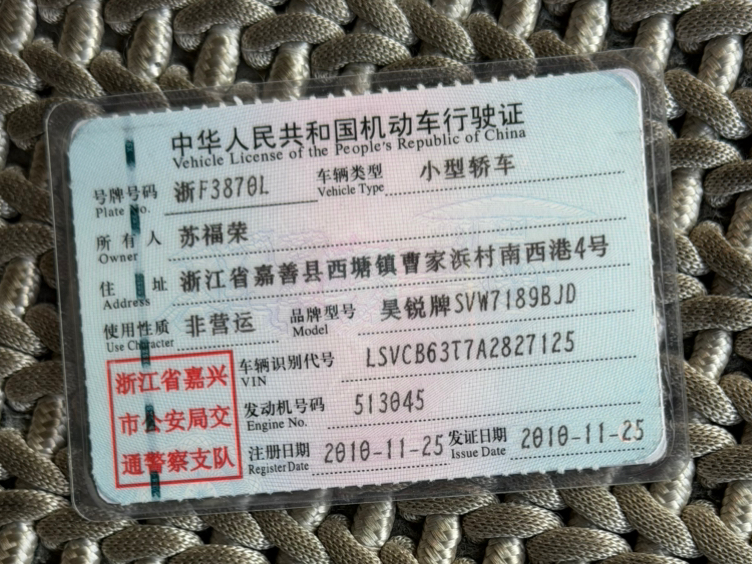 中华人民共和国机动车行驶证
Vehicle License of the People's Republic of China
号牌号码 浙F3870L 车辆类型 小型轿车
Plate No. Vehicle Type
所有人 苏福荣
Owner
住址 浙江省嘉善县西塘镇曹家浜村南西港4号
Address
使用性质 非营运 品牌型号 昊锐牌SVW7189BJD
Use Character Model
车辆识别代号 LSVCB63T7A2827125
VIN
发动机号码 513045
Engine No.
注册日期 2010-11-25 发证日期 2010-11-25
Register Date Issue Date
浙江省嘉兴
市公安局交
通警察支队